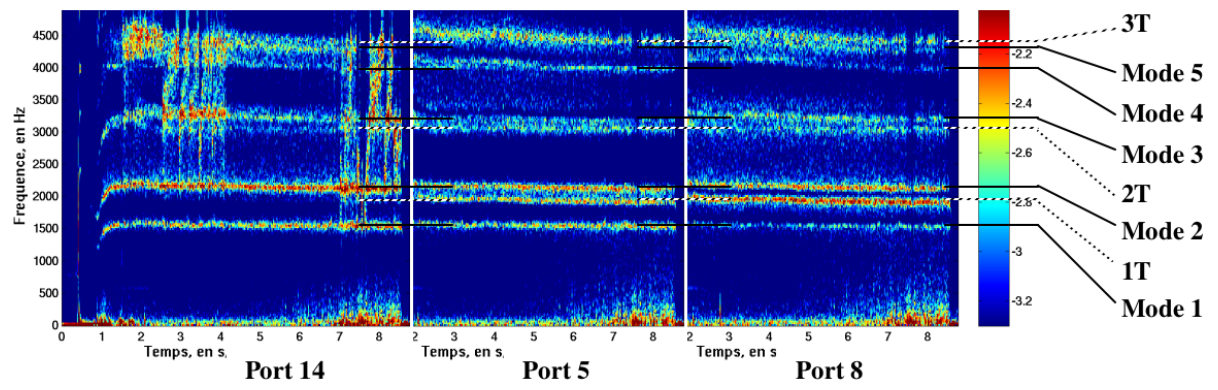 Frequence, en Hz
4500
4000
3500
3000
2500
2000
1500
1000
500
0
0 1 2 3 4 5 6 7 8
Temps, en s,
Port 14
2 3 4 5 6 7 8
Temps, en s
Port 5
2 3 4 5 6 7 8
Temps, en s
Port 8
-2.2
-2.4
-2.6
-2.8
-3
-3.2
3T
Mode 5
Mode 4
Mode 3
2T
Mode 2
1T
Mode 1